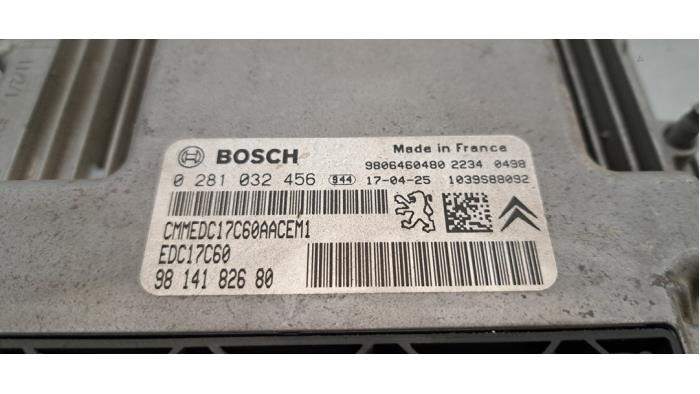 BOSCH
Made in France
9806460480 2234 0498
0 281 032 456 944 17-04-25 1039S88092
CMMEDC17C60AACEM1
EDC17C60
98 141 826 80